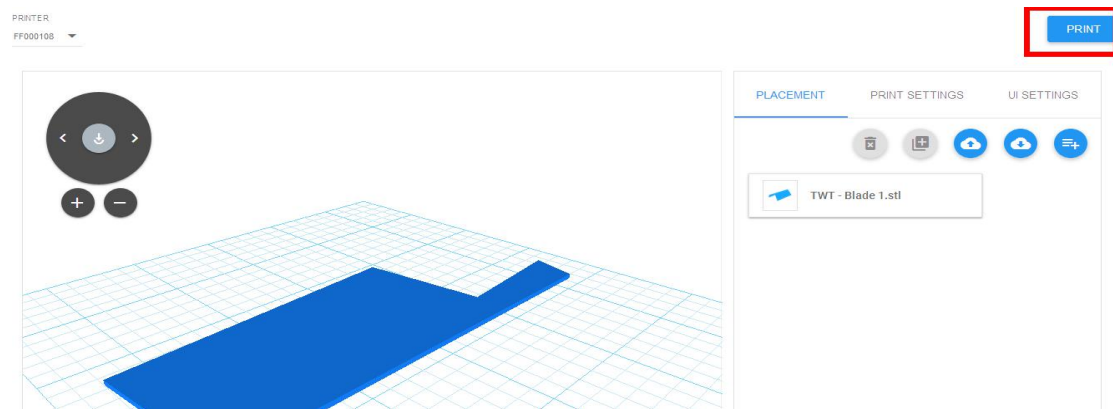 PRINTER
FF000108
PRINT
PLACEMENT PRINT SETTINGS UI SETTINGS
TWT - Blade 1.stl